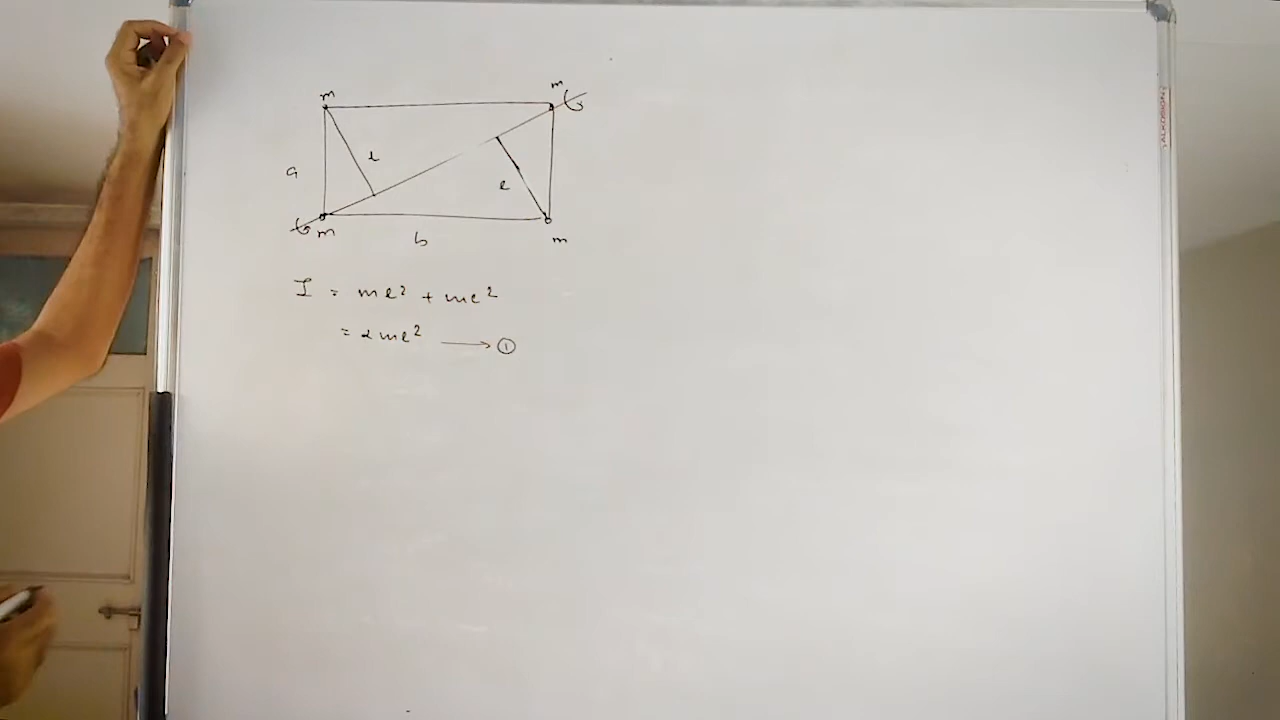 m m
l
a
l
m m
b
I = ml² + ml²
= 2ml² → ①